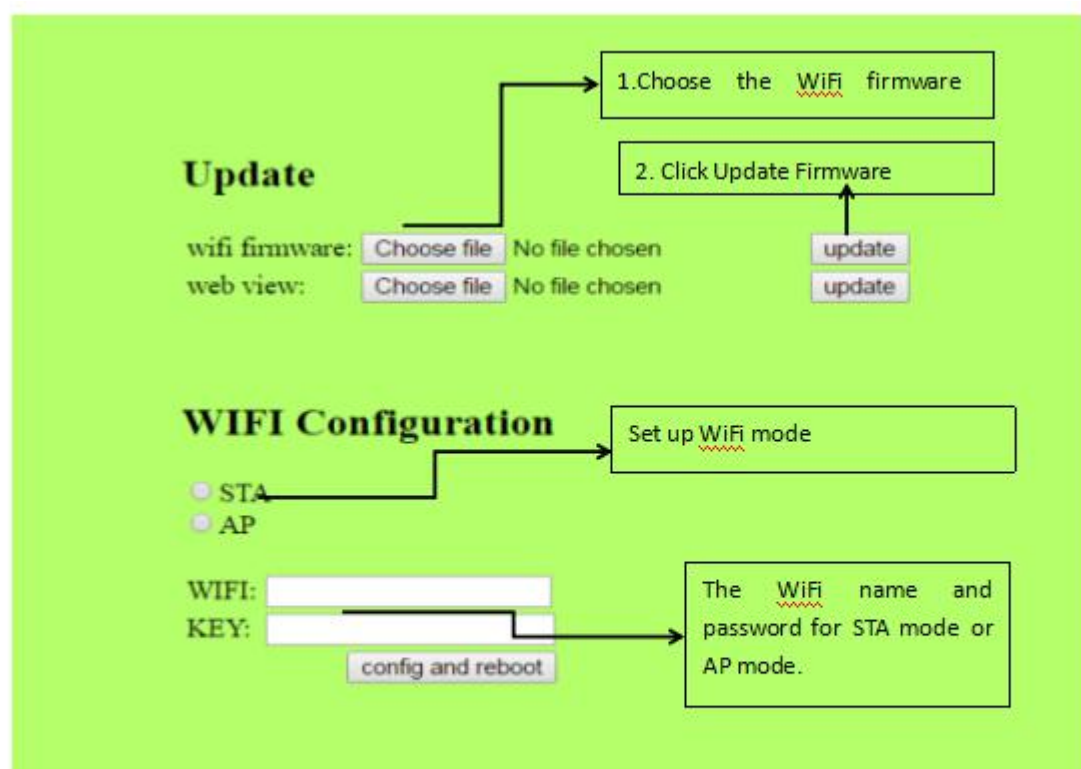 1.Choose the WiFi firmware
Update
2. Click Update Firmware
wifi firmware: Choose file No file chosen update
web view: Choose file No file chosen update
WIFI Configuration
Set up WiFi mode
STA
AP
WIFI:
KEY:
config and reboot
The WiFi name and
password for STA mode or
AP mode.